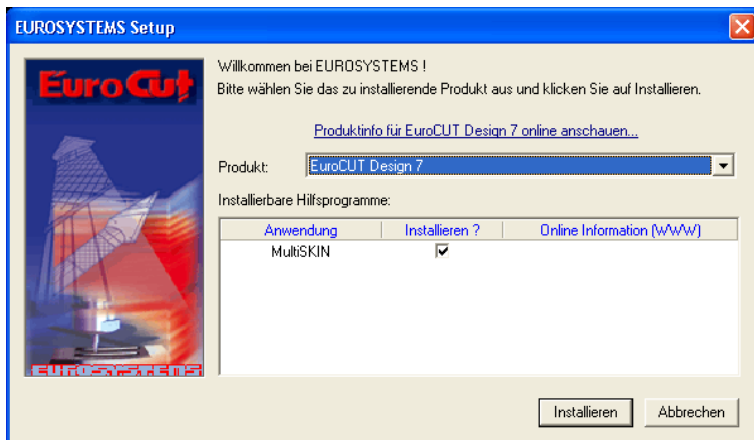 EUROSYSTEMS Setup
EuroCut
Willkommen bei EUROSYSTEMS !
Bitte wählen Sie das zu installierende Produkt aus und klicken Sie auf Installieren.
Produktinfo für EuroCUT Design 7 online anschauen...
Produkt: EuroCUT Design 7
Installierbare Hilfsprogramme:
Anwendung Installieren ? Online Information (WWW)
MultiSKIN
EUROSYSTEMS
Installieren Abbrechen